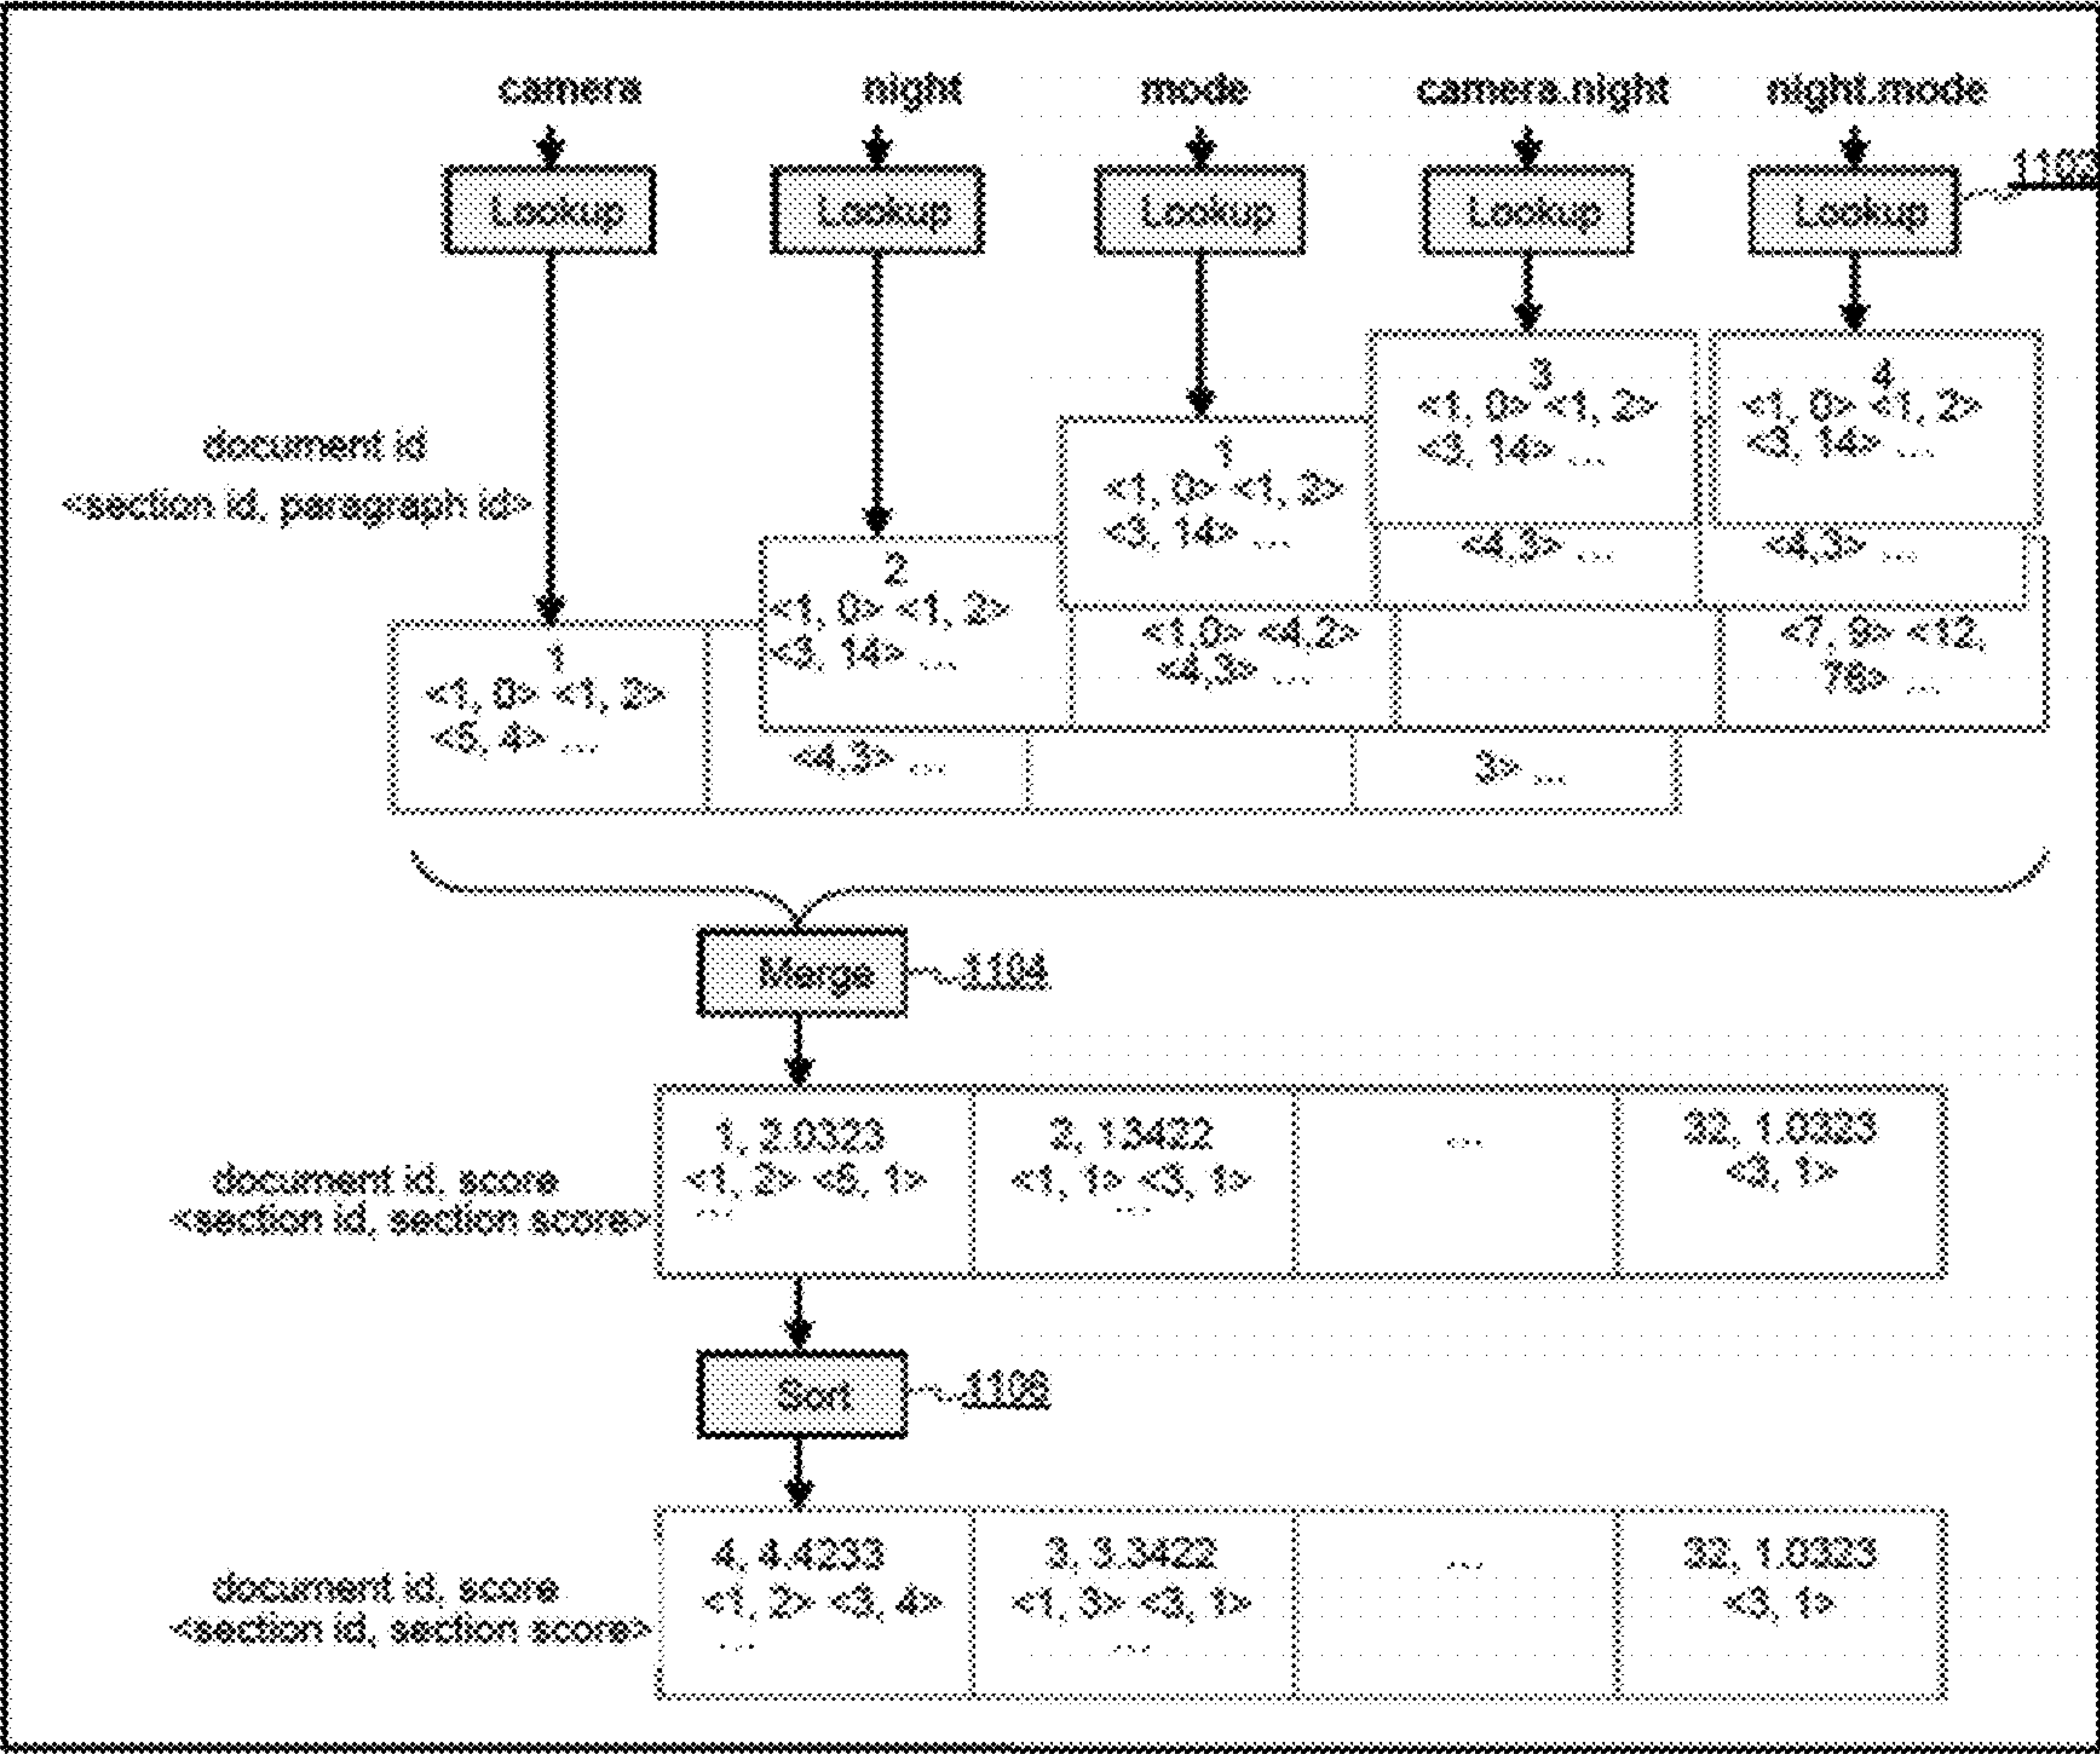 camera night mode camera.night night.mode
Lookup Lookup Lookup Lookup Lookup
1102
document id
<section id, paragraph id>
3
<1, 0> <1, 2>
<3, 14> ...
4
<1, 0> <1, 2>
<3, 14> ...
1
<1, 0> <1, 2>
<3, 14> ...
<4,3> ...
<4,3> ...
2
<1, 0> <1, 2>
<3, 14> ...
<1,0> <4,2>
<4,3> ...
<7, 9> <12,
76> ...
1
<1, 0> <1, 2>
<5, 4> ...
<4,3> ...
3> ...
Merge
1104
document id, score
<section id, section score>
1, 2.0323
<1, 2> <5, 1>
...
2, 13422
<1, 1> <3, 1>
...
...
32, 1.0323
<3, 1>
Sort
1106
document id, score
<section id, section score>
4, 4.4233
<1, 2> <3, 4>
...
3, 3.3422
<1, 3> <3, 1>
...
...
32, 1.0323
<3, 1>